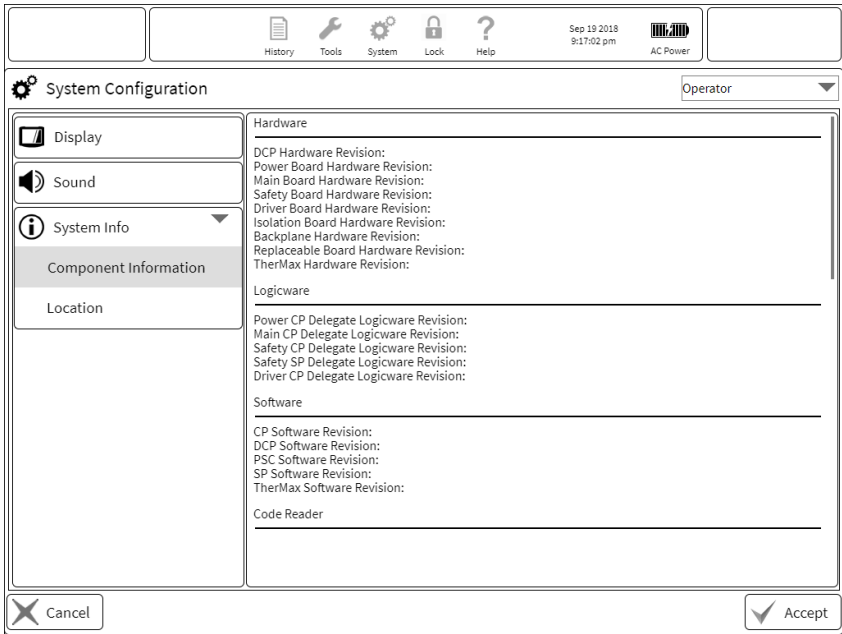 History
Tools
System
Lock
Help
Sep 19 2018
9:17:02 pm
AC Power
System Configuration
Operator
Display
Sound
System Info
Component Information
Location
Hardware
DCP Hardware Revision:
Power Board Hardware Revision:
Main Board Hardware Revision:
Safety Board Hardware Revision:
Driver Board Hardware Revision:
Isolation Board Hardware Revision:
Backplane Hardware Revision:
Replaceable Board Hardware Revision:
TherMax Hardware Revision:
Logicware
Power CP Delegate Logicware Revision:
Main CP Delegate Logicware Revision:
Safety CP Delegate Logicware Revision:
Safety SP Delegate Logicware Revision:
Driver CP Delegate Logicware Revision:
Software
CP Software Revision:
DCP Software Revision:
PSC Software Revision:
SP Software Revision:
TherMax Software Revision:
Code Reader
Cancel
Accept